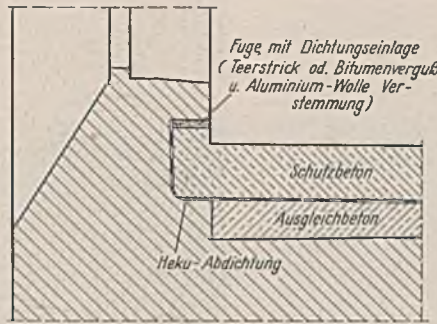 Fuge mit Dichtungseinlage
( Teerstrick od. Bitumenverguß
u. Aluminium-Wolle Ver-
stemmung )
Schutzbeton
Ausgleichbeton
Heku-Abdichtung